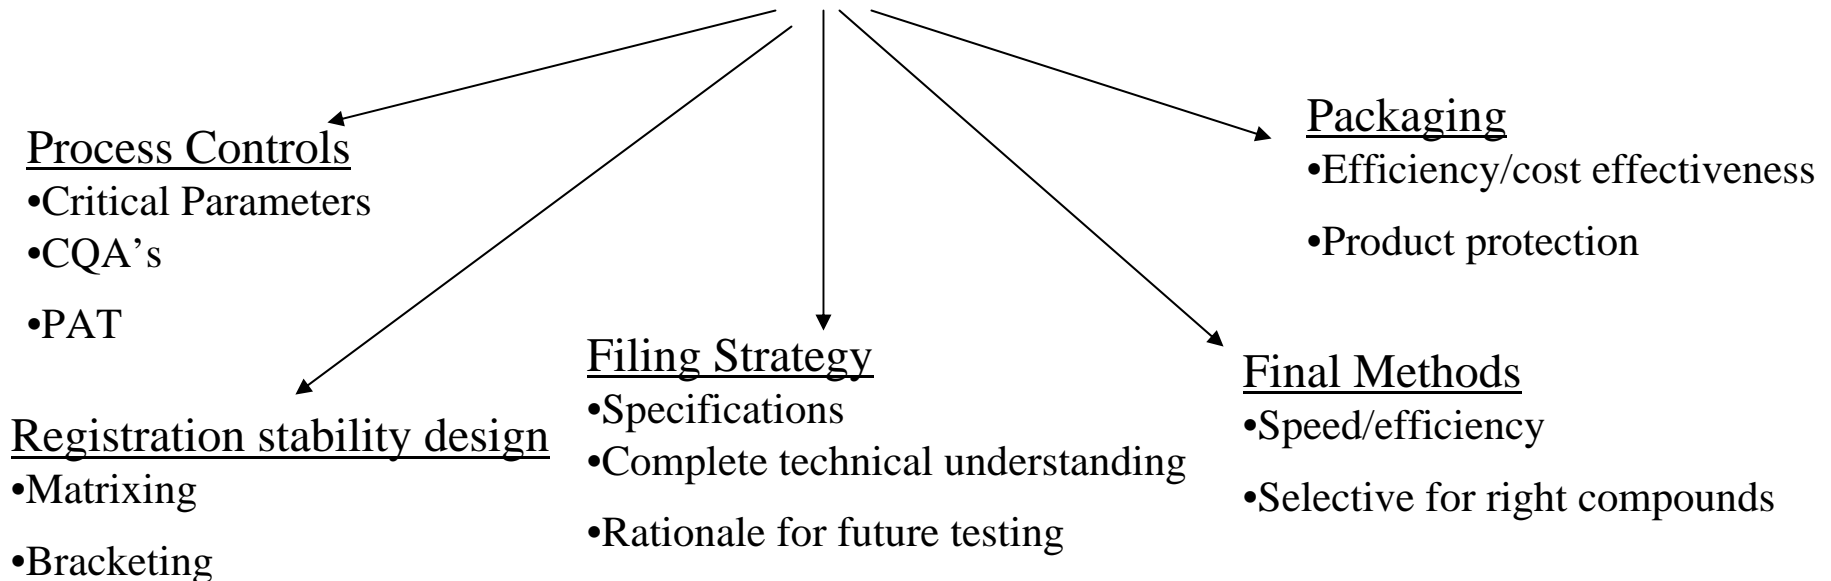 Process Controls
•Critical Parameters
•CQA’s
•PAT
Registration stability design
•Matrixing
•Bracketing
Filing Strategy
•Specifications
•Complete technical understanding
•Rationale for future testing
Packaging
•Efficiency/cost effectiveness
•Product protection
Final Methods
•Speed/efficiency
•Selective for right compounds